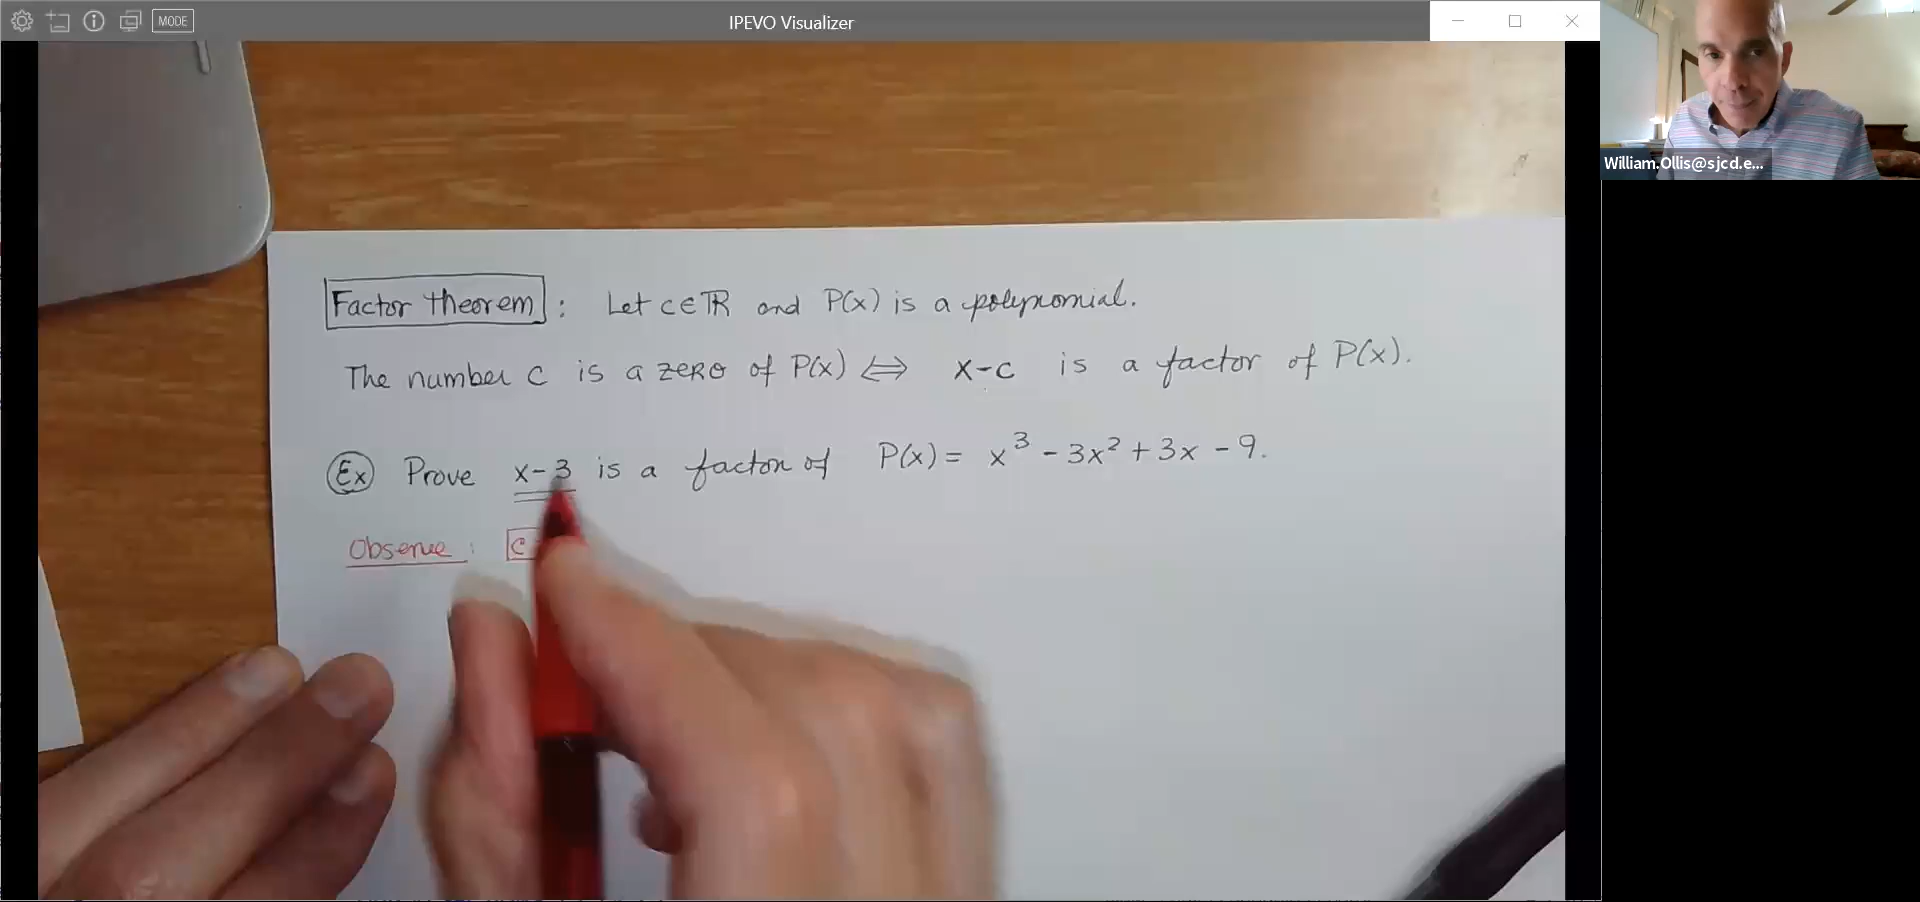 MODE
IPEVO Visualizer
William.Ollis@sjcd.e...
Factor theorem : Let c∈ℝ and P(x) is a polynomial.
The number c is a zero of P(x) ⟺ x-c is a factor of P(x).
Ex Prove x-3 is a factor of P(x) = x³ - 3x² + 3x - 9.
Observe : c